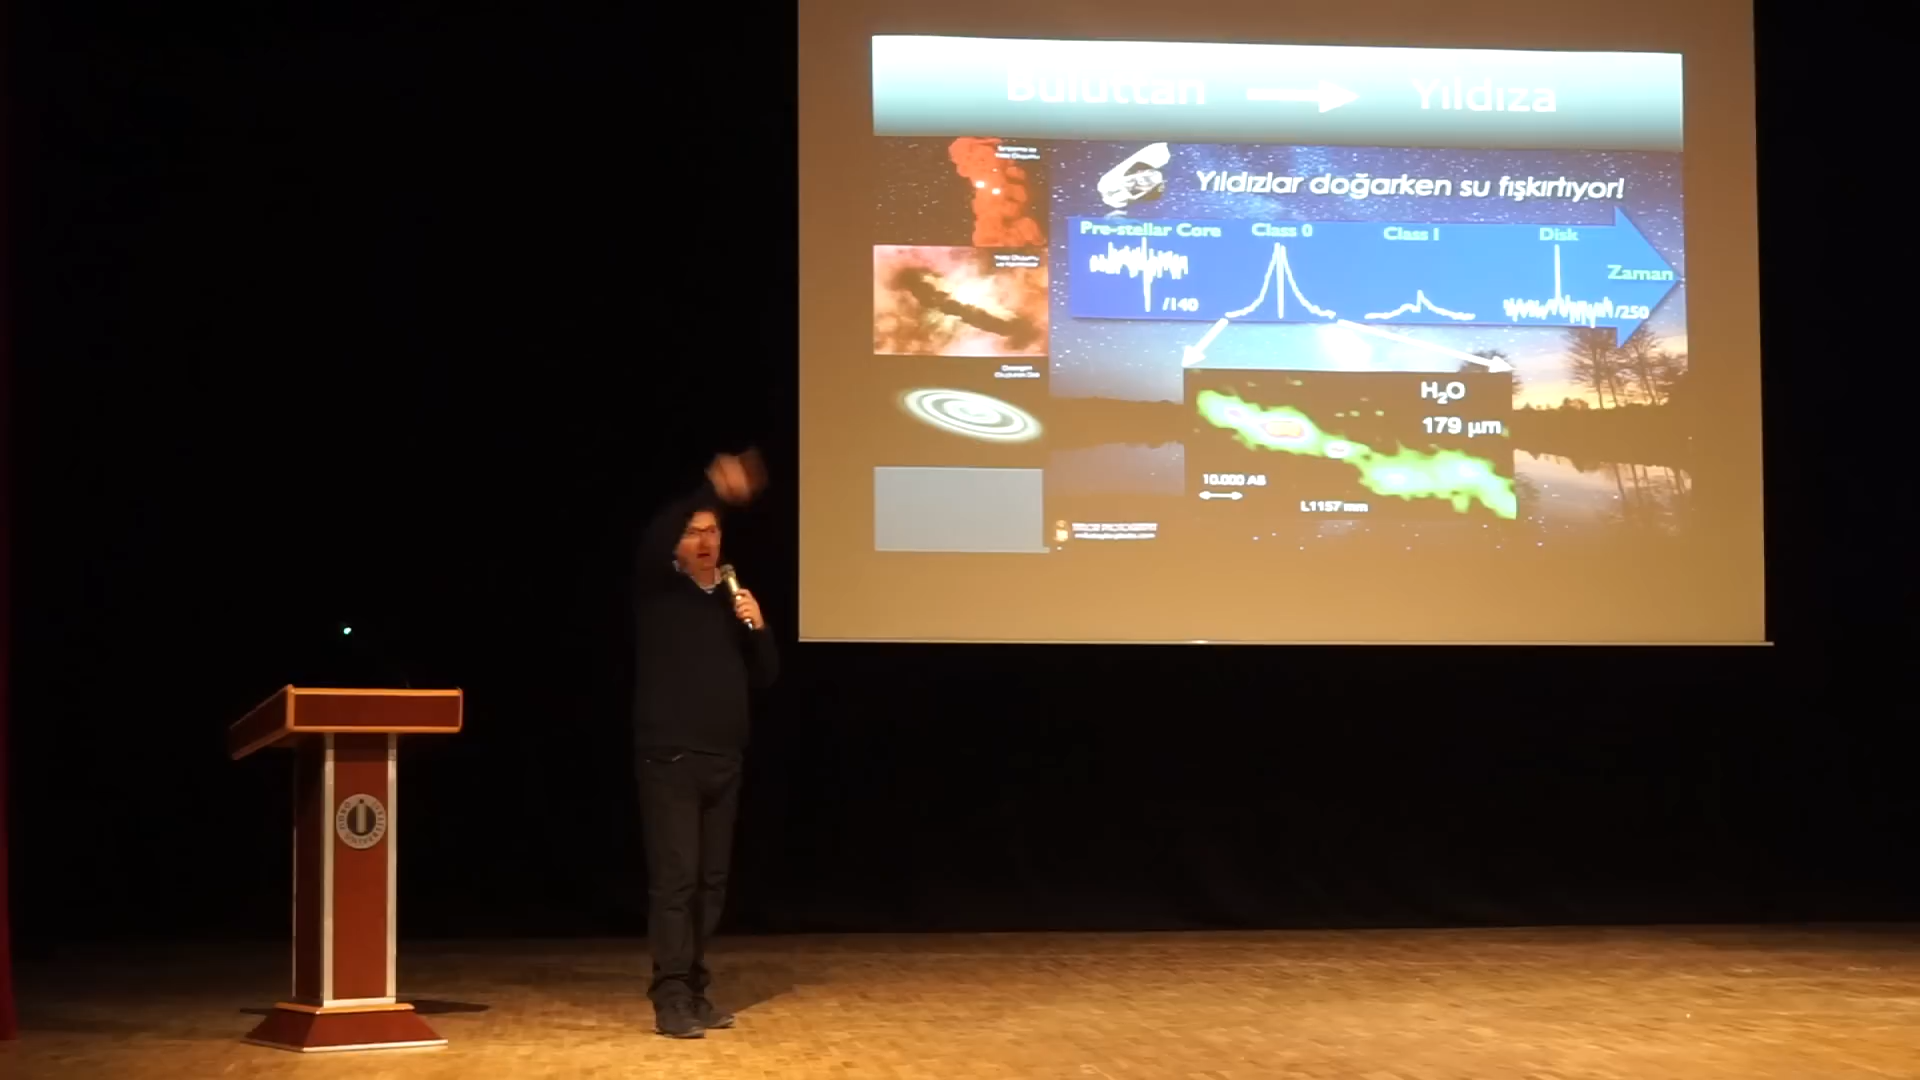 Buluttan → Yıldıza
Yıldızlar doğarken su fışkırtıyor!
Pre-stellar Core Class 0 Class I Disk
Zaman
/140
/250
H₂O
179 µm
10.000 AB
L1157 mm